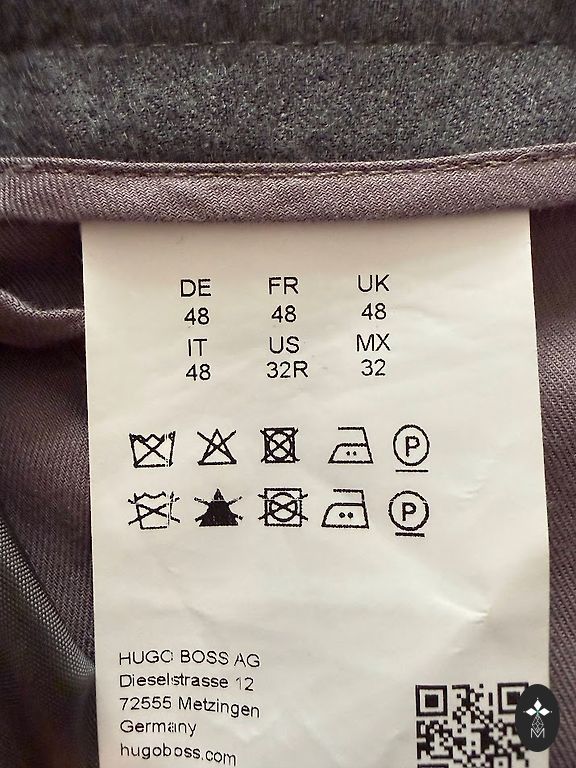 DE FR UK
48 48 48
IT US MX
48 32R 32
P
P
HUGO BOSS AG
Dieselstrasse 12
72555 Metzingen
Germany
hugoboss.com
M